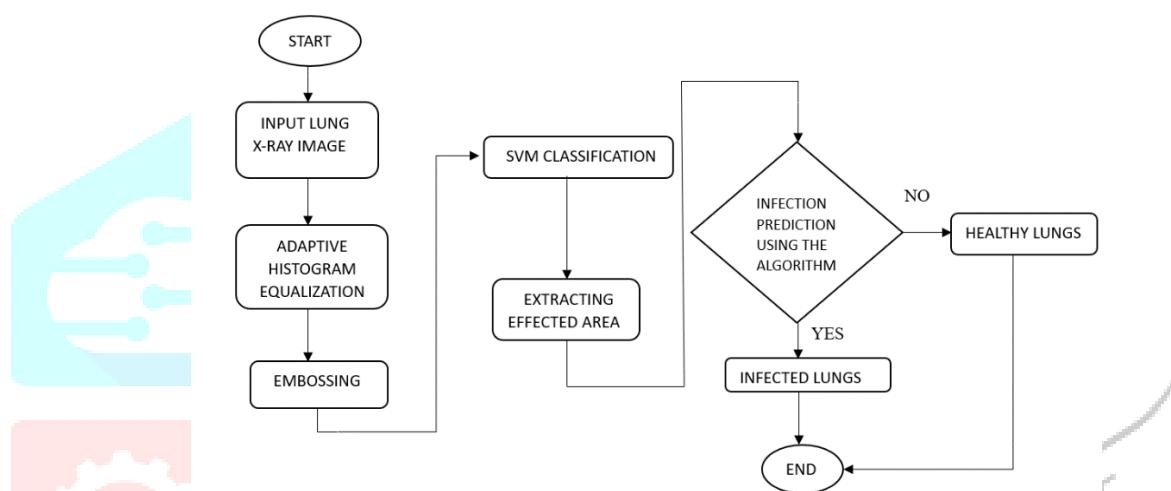 START
INPUT LUNG
X-RAY IMAGE
ADAPTIVE
HISTOGRAM
EQUALIZATION
EMBOSSING
SVM CLASSIFICATION
EXTRACTING
EFFECTED AREA
INFECTION
PREDICTION
USING THE
ALGORITHM
NO
HEALTHY LUNGS
YES
INFECTED LUNGS
END